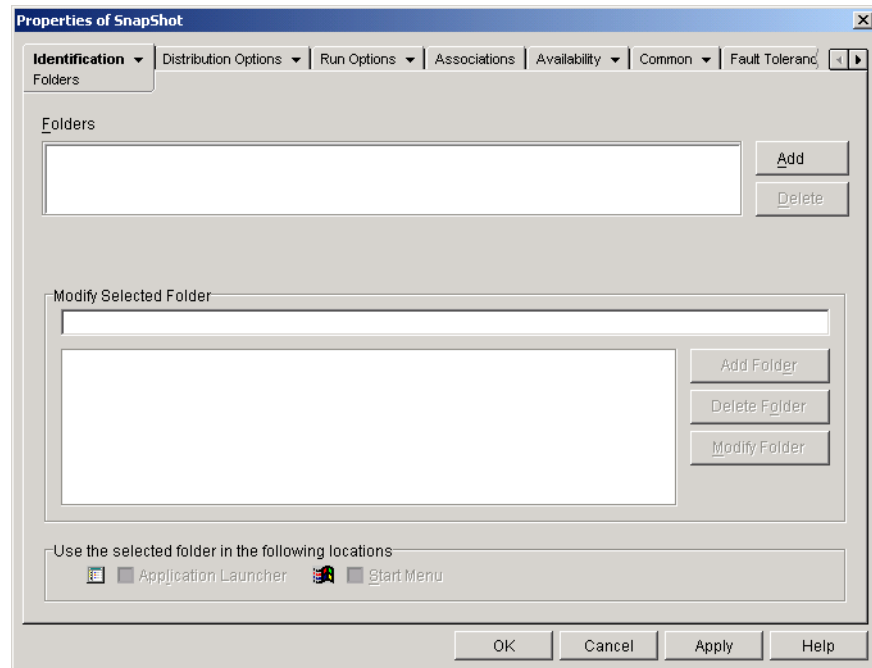 Properties of SnapShot
Identification Distribution Options Run Options Associations Availability Common Fault Toleranc
Folders
Folders
Add
Delete
Modify Selected Folder
Add Folder
Delete Folder
Modify Folder
Use the selected folder in the following locations
Application Launcher Start Menu
OK Cancel Apply Help